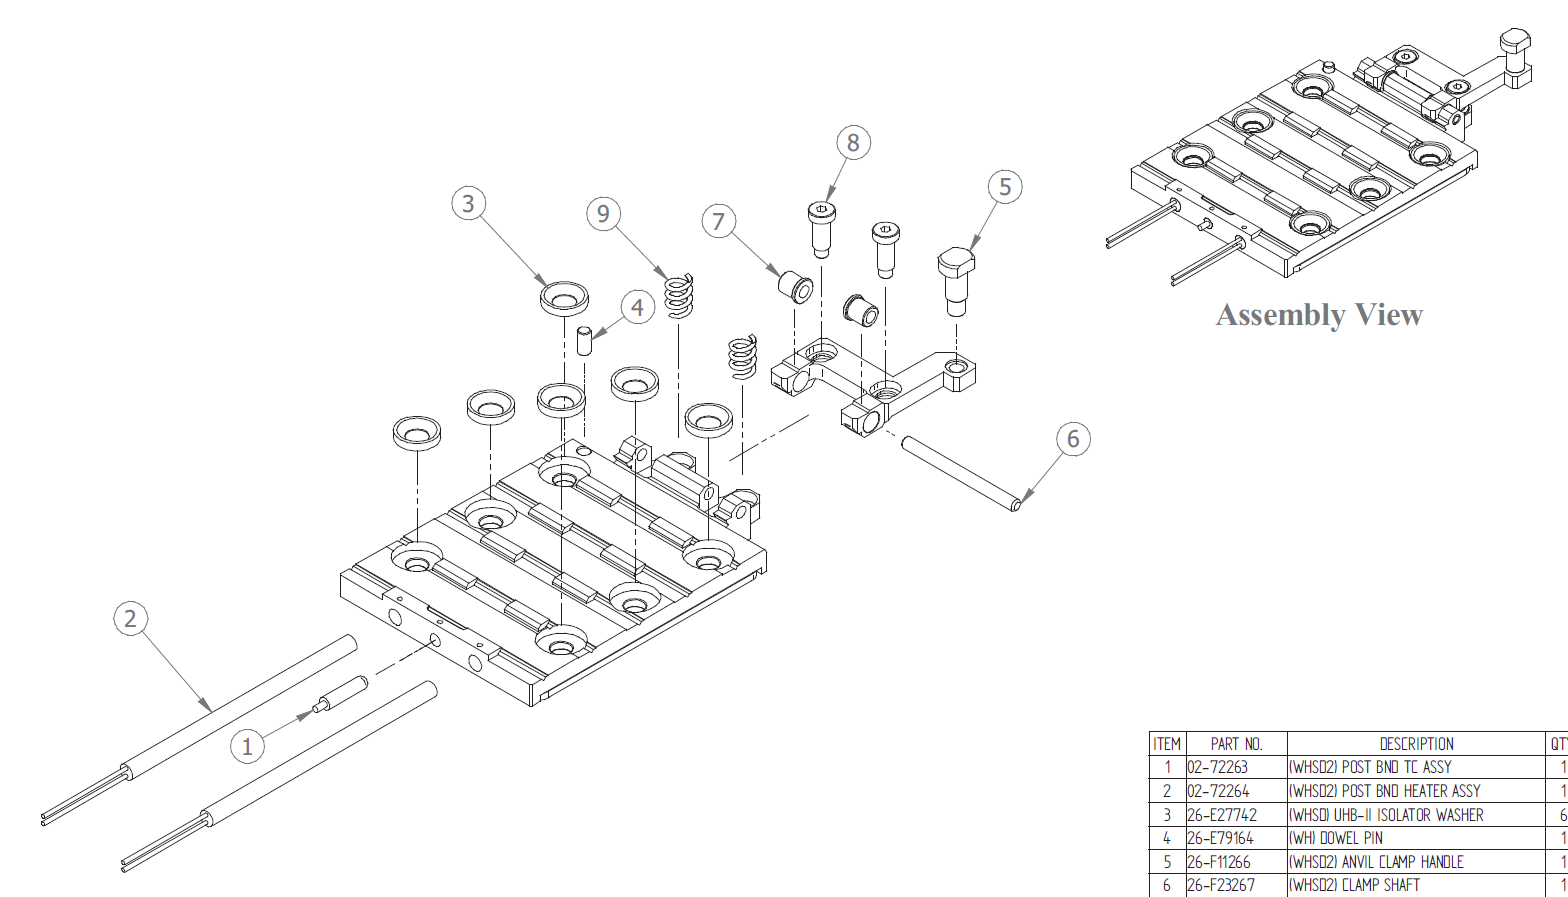 8
3
9
7
5
4
Assembly View
6
2
1
ITEM PART NO. DESCRIPTION QTY
1 02-72263 (WHSD2) POST BND TC ASSY 1
2 02-72264 (WHSD2) POST BND HEATER ASSY 1
3 26-E27742 (WHSD) UHB-II ISOLATOR WASHER 6
4 26-E79164 (WH) DOWEL PIN 1
5 26-F11266 (WHSD2) ANVIL CLAMP HANDLE 1
6 26-F23267 (WHSD2) CLAMP SHAFT 1